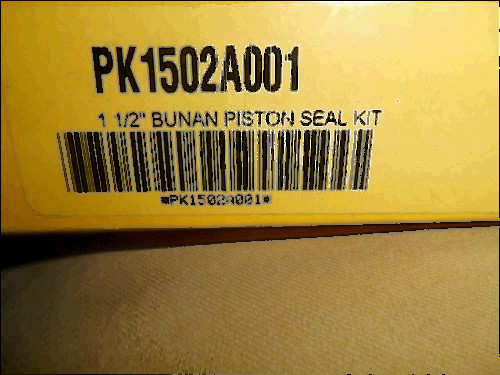 PK1502A001
1 1/2" BUNAN PISTON SEAL KIT
*PK1502A001*